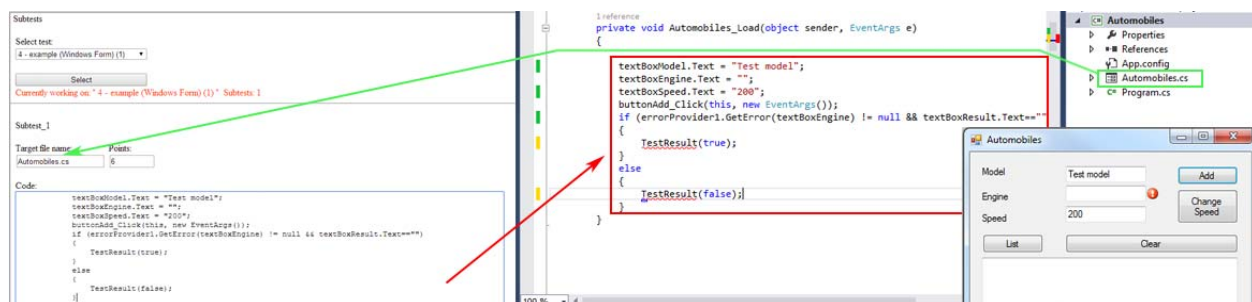 Subtests
Select test:
4 - example (Windows Form) (1)
Select
Currently working on: " 4 - example (Windows Form) (1) " Subtests: 1
Subtest_1
Target file name: Points:
Automobiles.cs 6
Code:
textBoxModel.Text = "Test model";
textBoxEngine.Text = "";
textBoxSpeed.Text = "200";
buttonAdd_Click(this, new EventArgs());
if (errorProvider1.GetError(textBoxEngine) != null && textBoxResult.Text=="")
{
TestResult(true);
}
else
{
TestResult(false);
}
1 reference
private void Automobiles_Load(object sender, EventArgs e)
{
textBoxModel.Text = "Test model";
textBoxEngine.Text = "";
textBoxSpeed.Text = "200";
buttonAdd_Click(this, new EventArgs());
if (errorProvider1.GetError(textBoxEngine) != null && textBoxResult.Text==""
{
TestResult(true);
}
else
{
TestResult(false);
}
}
100 %
C# Automobiles
Properties
References
App.config
Automobiles.cs
C# Program.cs
Automobiles
Model Test model Add
Engine Change
Speed 200 Speed
List Clear